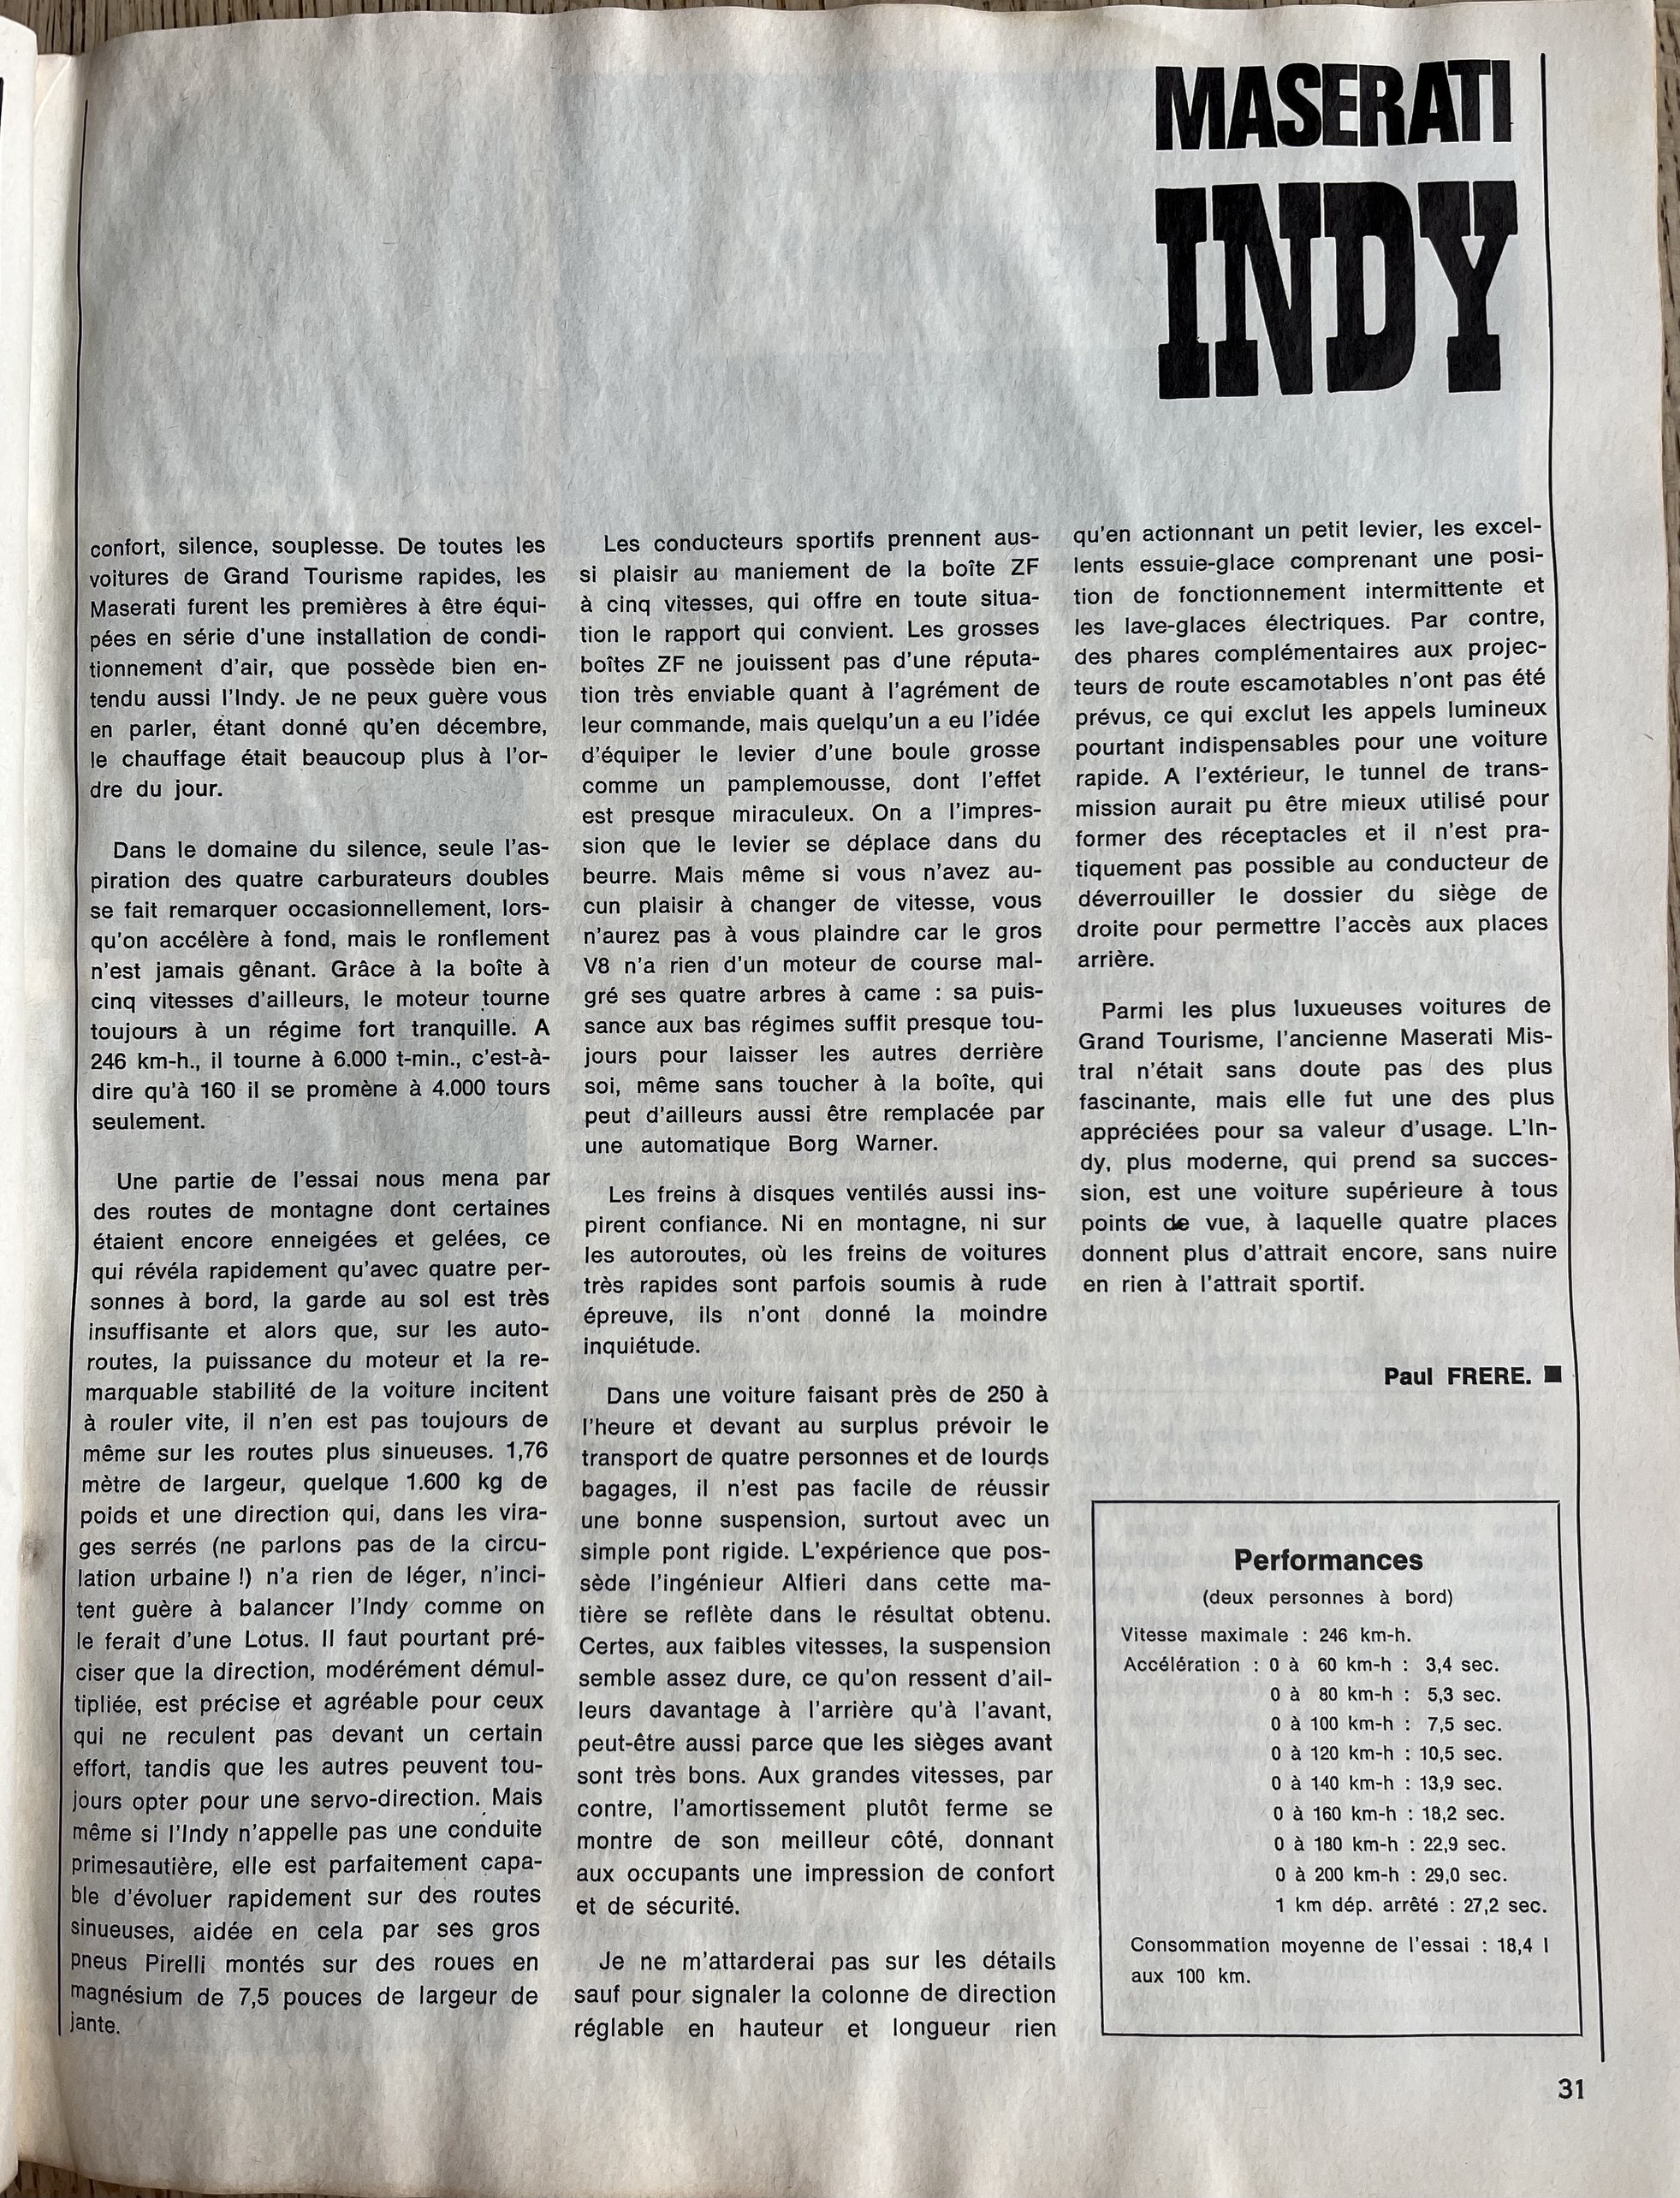 MASERATI
INDY
confort, silence, souplesse. De toutes les
voitures de Grand Tourisme rapides, les
Maserati furent les premières à être équi-
pées en série d'une installation de condi-
tionnement d'air, que possède bien en-
tendu aussi l'Indy. Je ne peux guère vous
en parler, étant donné qu'en décembre,
le chauffage était beaucoup plus à l'or-
dre du jour.
Dans le domaine du silence, seule l'as-
piration des quatre carburateurs doubles
se fait remarquer occasionnellement, lors-
qu'on accélère à fond, mais le ronflement
n'est jamais gênant. Grâce à la boîte à
cinq vitesses d'ailleurs, le moteur tourne
toujours à un régime fort tranquille. A
246 km-h., il tourne à 6.000 t-min., c'est-à-
dire qu'à 160 il se promène à 4.000 tours
seulement.
Une partie de l'essai nous mena par
des routes de montagne dont certaines
étaient encore enneigées et gelées, ce
qui révéla rapidement qu'avec quatre per-
sonnes à bord, la garde au sol est très
insuffisante et alors que, sur les auto-
routes, la puissance du moteur et la re-
marquable stabilité de la voiture incitent
à rouler vite, il n'en est pas toujours de
même sur les routes plus sinueuses. 1,76
mètre de largeur, quelque 1.600 kg de
poids et une direction qui, dans les vira-
ges serrés (ne parlons pas de la circu-
lation urbaine !) n'a rien de léger, n'inci-
tent guère à balancer l'Indy comme on
le ferait d'une Lotus. Il faut pourtant pré-
ciser que la direction, modérément démul-
tipliée, est précise et agréable pour ceux
qui ne reculent pas devant un certain
effort, tandis que les autres peuvent tou-
jours opter pour une servo-direction. Mais
même si l'Indy n'appelle pas une conduite
primesautière, elle est parfaitement capa-
ble d'évoluer rapidement sur des routes
sinueuses, aidée en cela par ses gros
pneus Pirelli montés sur des roues en
magnésium de 7,5 pouces de largeur de
jante.
Les conducteurs sportifs prennent aus-
si plaisir au maniement de la boîte ZF
à cinq vitesses, qui offre en toute situa-
tion le rapport qui convient. Les grosses
boîtes ZF ne jouissent pas d'une réputa-
tion très enviable quant à l'agrément de
leur commande, mais quelqu'un a eu l'idée
d'équiper le levier d'une boule grosse
comme un pamplemousse, dont l'effet
est presque miraculeux. On a l'impres-
sion que le levier se déplace dans du
beurre. Mais même si vous n'avez au-
cun plaisir à changer de vitesse, vous
n'aurez pas à vous plaindre car le gros
V8 n'a rien d'un moteur de course mal-
gré ses quatre arbres à came : sa puis-
sance aux bas régimes suffit presque tou-
jours pour laisser les autres derrière
soi, même sans toucher à la boîte, qui
peut d'ailleurs aussi être remplacée par
une automatique Borg Warner.
Les freins à disques ventilés aussi ins-
pirent confiance. Ni en montagne, ni sur
les autoroutes, où les freins de voitures
très rapides sont parfois soumis à rude
épreuve, ils n'ont donné la moindre
inquiétude.
Dans une voiture faisant près de 250 à
l'heure et devant au surplus prévoir le
transport de quatre personnes et de lourds
bagages, il n'est pas facile de réussir
une bonne suspension, surtout avec un
simple pont rigide. L'expérience que pos-
sède l'ingénieur Alfieri dans cette ma-
tière se reflète dans le résultat obtenu.
Certes, aux faibles vitesses, la suspension
semble assez dure, ce qu'on ressent d'ail-
leurs davantage à l'arrière qu'à l'avant,
peut-être aussi parce que les sièges avant
sont très bons. Aux grandes vitesses, par
contre, l'amortissement plutôt ferme se
montre de son meilleur côté, donnant
aux occupants une impression de confort
et de sécurité.
Je ne m'attarderai pas sur les détails
sauf pour signaler la colonne de direction
réglable en hauteur et longueur rien
qu'en actionnant un petit levier, les excel-
lents essuie-glace comprenant une posi-
tion de fonctionnement intermittente et
les lave-glaces électriques. Par contre,
des phares complémentaires aux projec-
teurs de route escamotables n'ont pas été
prévus, ce qui exclut les appels lumineux
pourtant indispensables pour une voiture
rapide. A l'extérieur, le tunnel de trans-
mission aurait pu être mieux utilisé pour
former des réceptacles et il n'est pra-
tiquement pas possible au conducteur de
déverrouiller le dossier du siège de
droite pour permettre l'accès aux places
arrière.
Parmi les plus luxueuses voitures de
Grand Tourisme, l'ancienne Maserati Mis-
tral n'était sans doute pas des plus
fascinante, mais elle fut une des plus
appréciées pour sa valeur d'usage. L'In-
dy, plus moderne, qui prend sa succes-
sion, est une voiture supérieure à tous
points de vue, à laquelle quatre places
donnent plus d'attrait encore, sans nuire
en rien à l'attrait sportif.
Paul FRERE. ■
Performances
(deux personnes à bord)
Vitesse maximale : 246 km-h.
Accélération : 0 à 60 km-h : 3,4 sec.
0 à 80 km-h : 5,3 sec.
0 à 100 km-h : 7,5 sec.
0 à 120 km-h : 10,5 sec.
0 à 140 km-h : 13,9 sec.
0 à 160 km-h : 18,2 sec.
0 à 180 km-h : 22,9 sec.
0 à 200 km-h : 29,0 sec.
1 km dép. arrêté : 27,2 sec.
Consommation moyenne de l'essai : 18,4 l
aux 100 km.
31